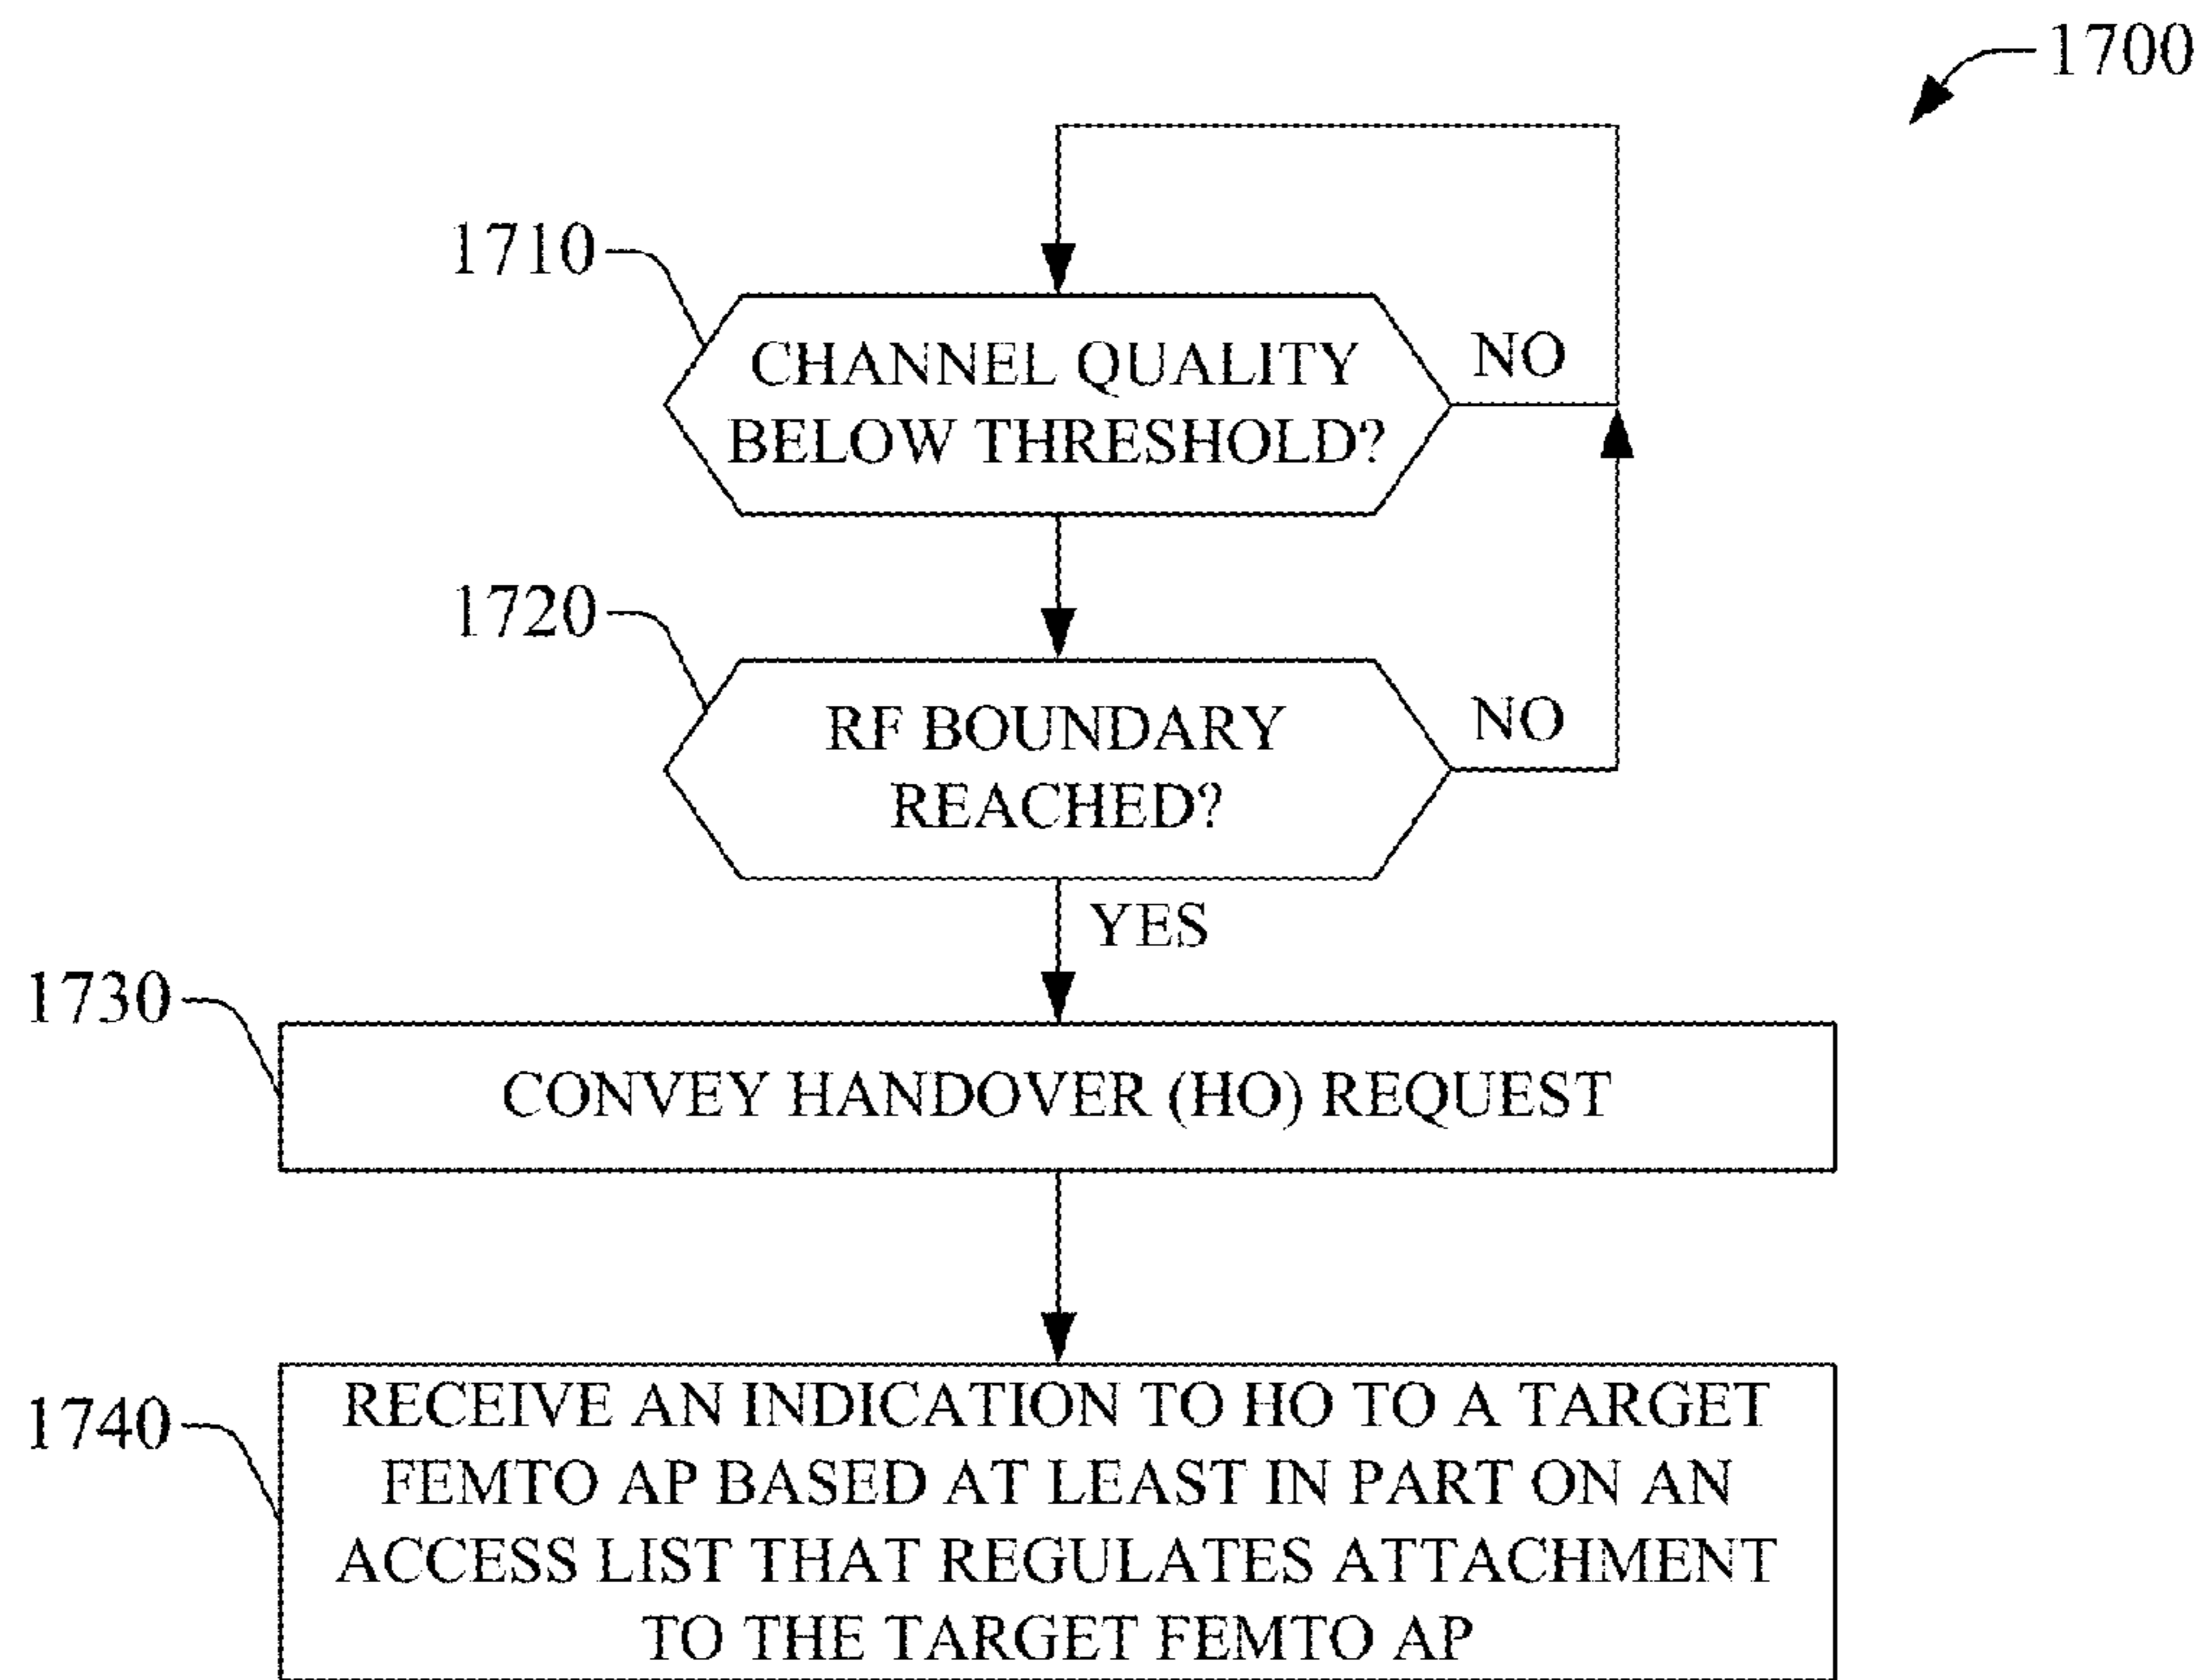 1700
1710
CHANNEL QUALITY
BELOW THRESHOLD?
NO
1720
RF BOUNDARY
REACHED?
NO
YES
1730
CONVEY HANDOVER (HO) REQUEST
1740
RECEIVE AN INDICATION TO HO TO A TARGET
FEMTO AP BASED AT LEAST IN PART ON AN
ACCESS LIST THAT REGULATES ATTACHMENT
TO THE TARGET FEMTO AP